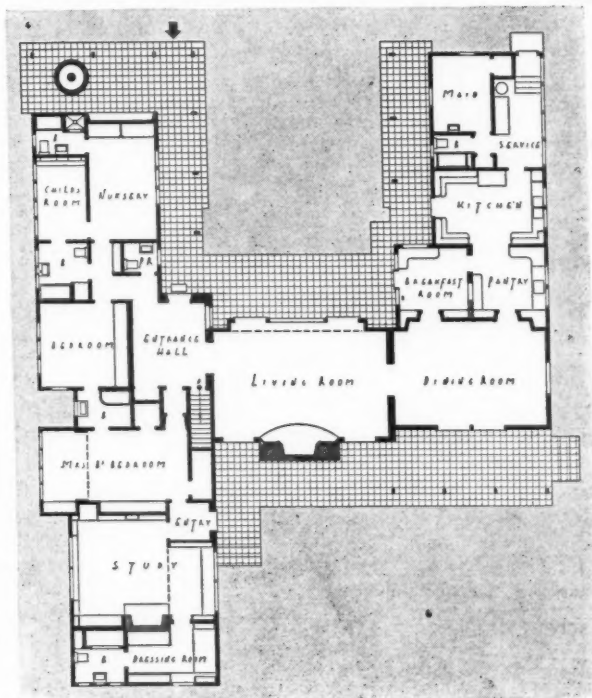 MAID
B
SERVICE
B
CHILDS
ROOM
NURSERY
KITCHEN
P.R.
B
BREAKFAST
ROOM
PANTRY
BEDROOM
ENTRANCE
HALL
LIVING ROOM
DINING ROOM
B
MRS B' BEDROOM
ENTRY
STUDY
B
DRESSING ROOM